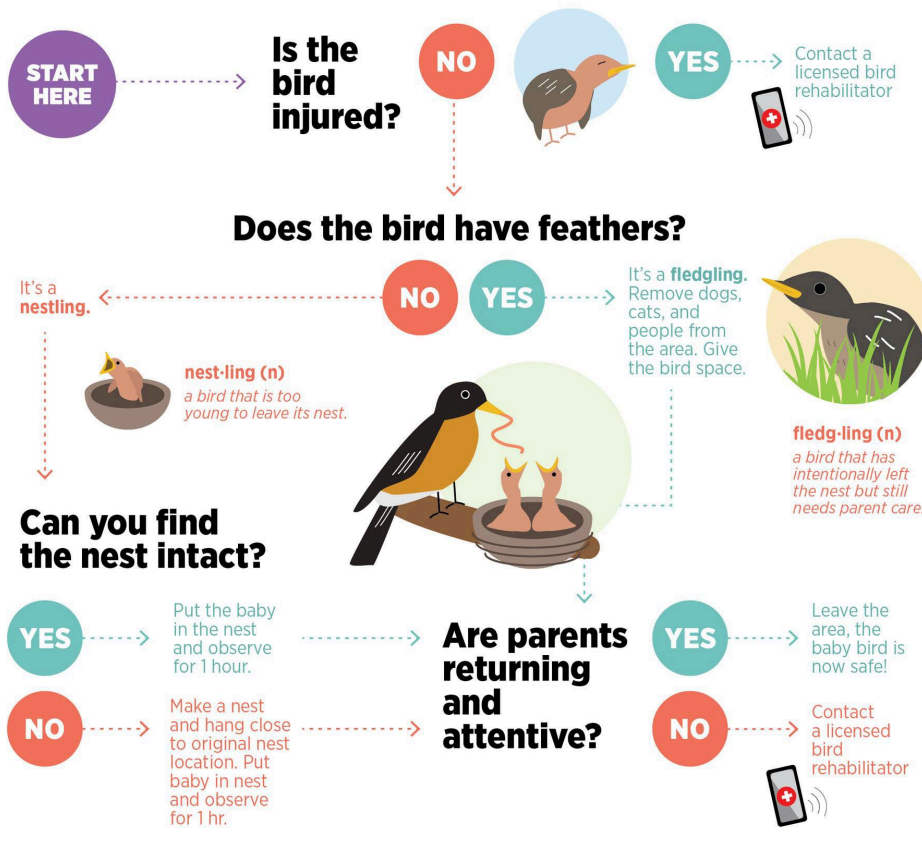 START
HERE
Is the
bird
injured?
NO
YES
Contact a
licensed bird
rehabilitator
Does the bird have feathers?
It's a
nestling.
NO
YES
It's a fledgling.
Remove dogs,
cats, and
people from
the area. Give
the bird space.
nest·ling (n)
a bird that is too
young to leave its nest.
fledg·ling (n)
a bird that has
intentionally left
the nest but still
needs parent care.
Can you find
the nest intact?
YES
Put the baby
in the nest
and observe
for 1 hour.
NO
Make a nest
and hang close
to original nest
location. Put
baby in nest
and observe
for 1 hr.
Are parents
returning
and
attentive?
YES
Leave the
area, the
baby bird is
now safe!
NO
Contact
a licensed
bird
rehabilitator